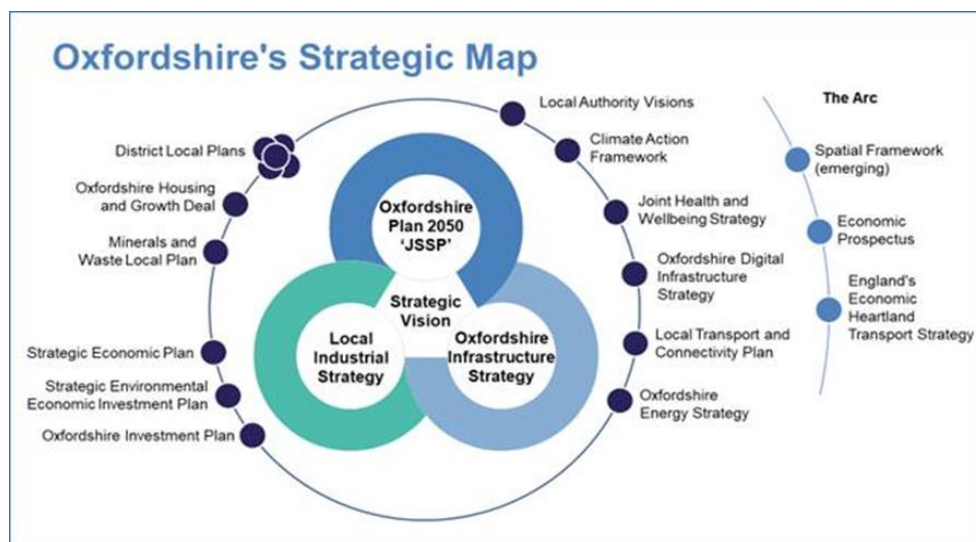 Oxfordshire's Strategic Map
District Local Plans
Oxfordshire Housing
and Growth Deal
Minerals and
Waste Local Plan
Strategic Economic Plan
Strategic Environmental
Economic Investment Plan
Oxfordshire Investment Plan
Oxfordshire
Plan 2050
‘JSSP’
Strategic
Vision
Local
Industrial
Strategy
Oxfordshire
Infrastructure
Strategy
Local Authority Visions
Climate Action
Framework
Joint Health and
Wellbeing Strategy
Oxfordshire Digital
Infrastructure
Strategy
Local Transport and
Connectivity Plan
Oxfordshire
Energy Strategy
The Arc
Spatial Framework
(emerging)
Economic
Prospectus
England's
Economic
Heartland
Transport Strategy